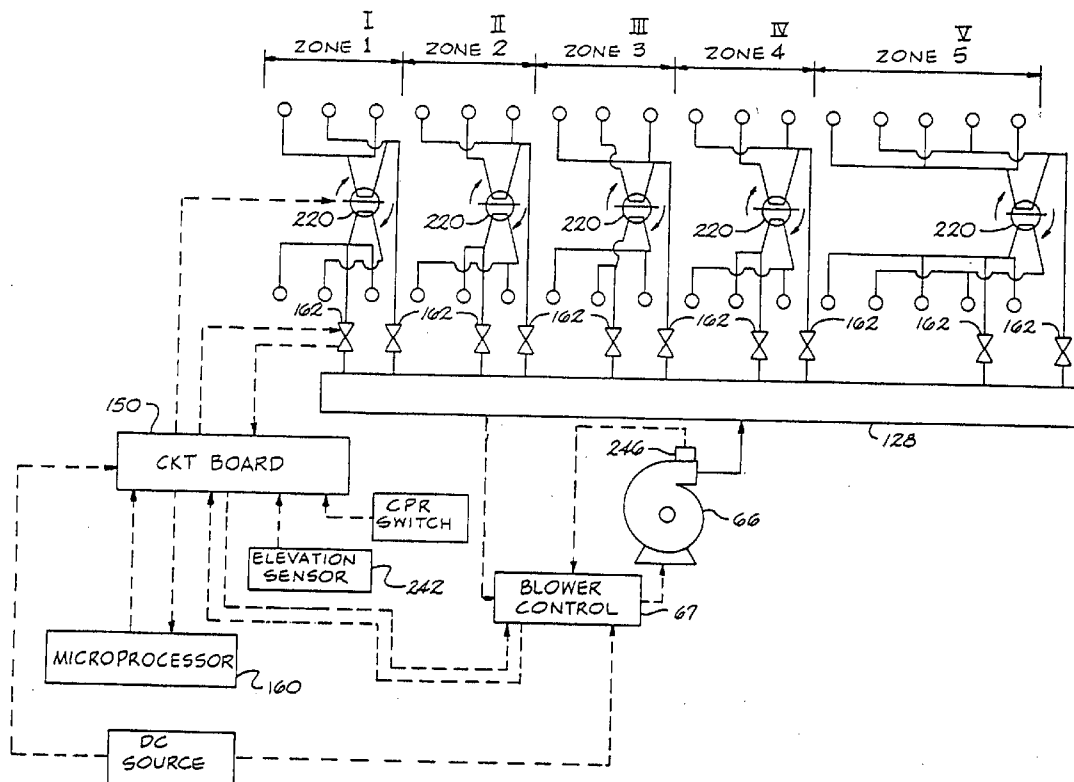 I II III IV V
ZONE 1 ZONE 2 ZONE 3 ZONE 4 ZONE 5
220 220 220 220 220
162 162 162 162 162 162
150
CKT BOARD
128
246
CPR
SWITCH
66
ELEVATION
SENSOR
242
BLOWER
CONTROL
67
MICROPROCESSOR
160
DC
SOURCE